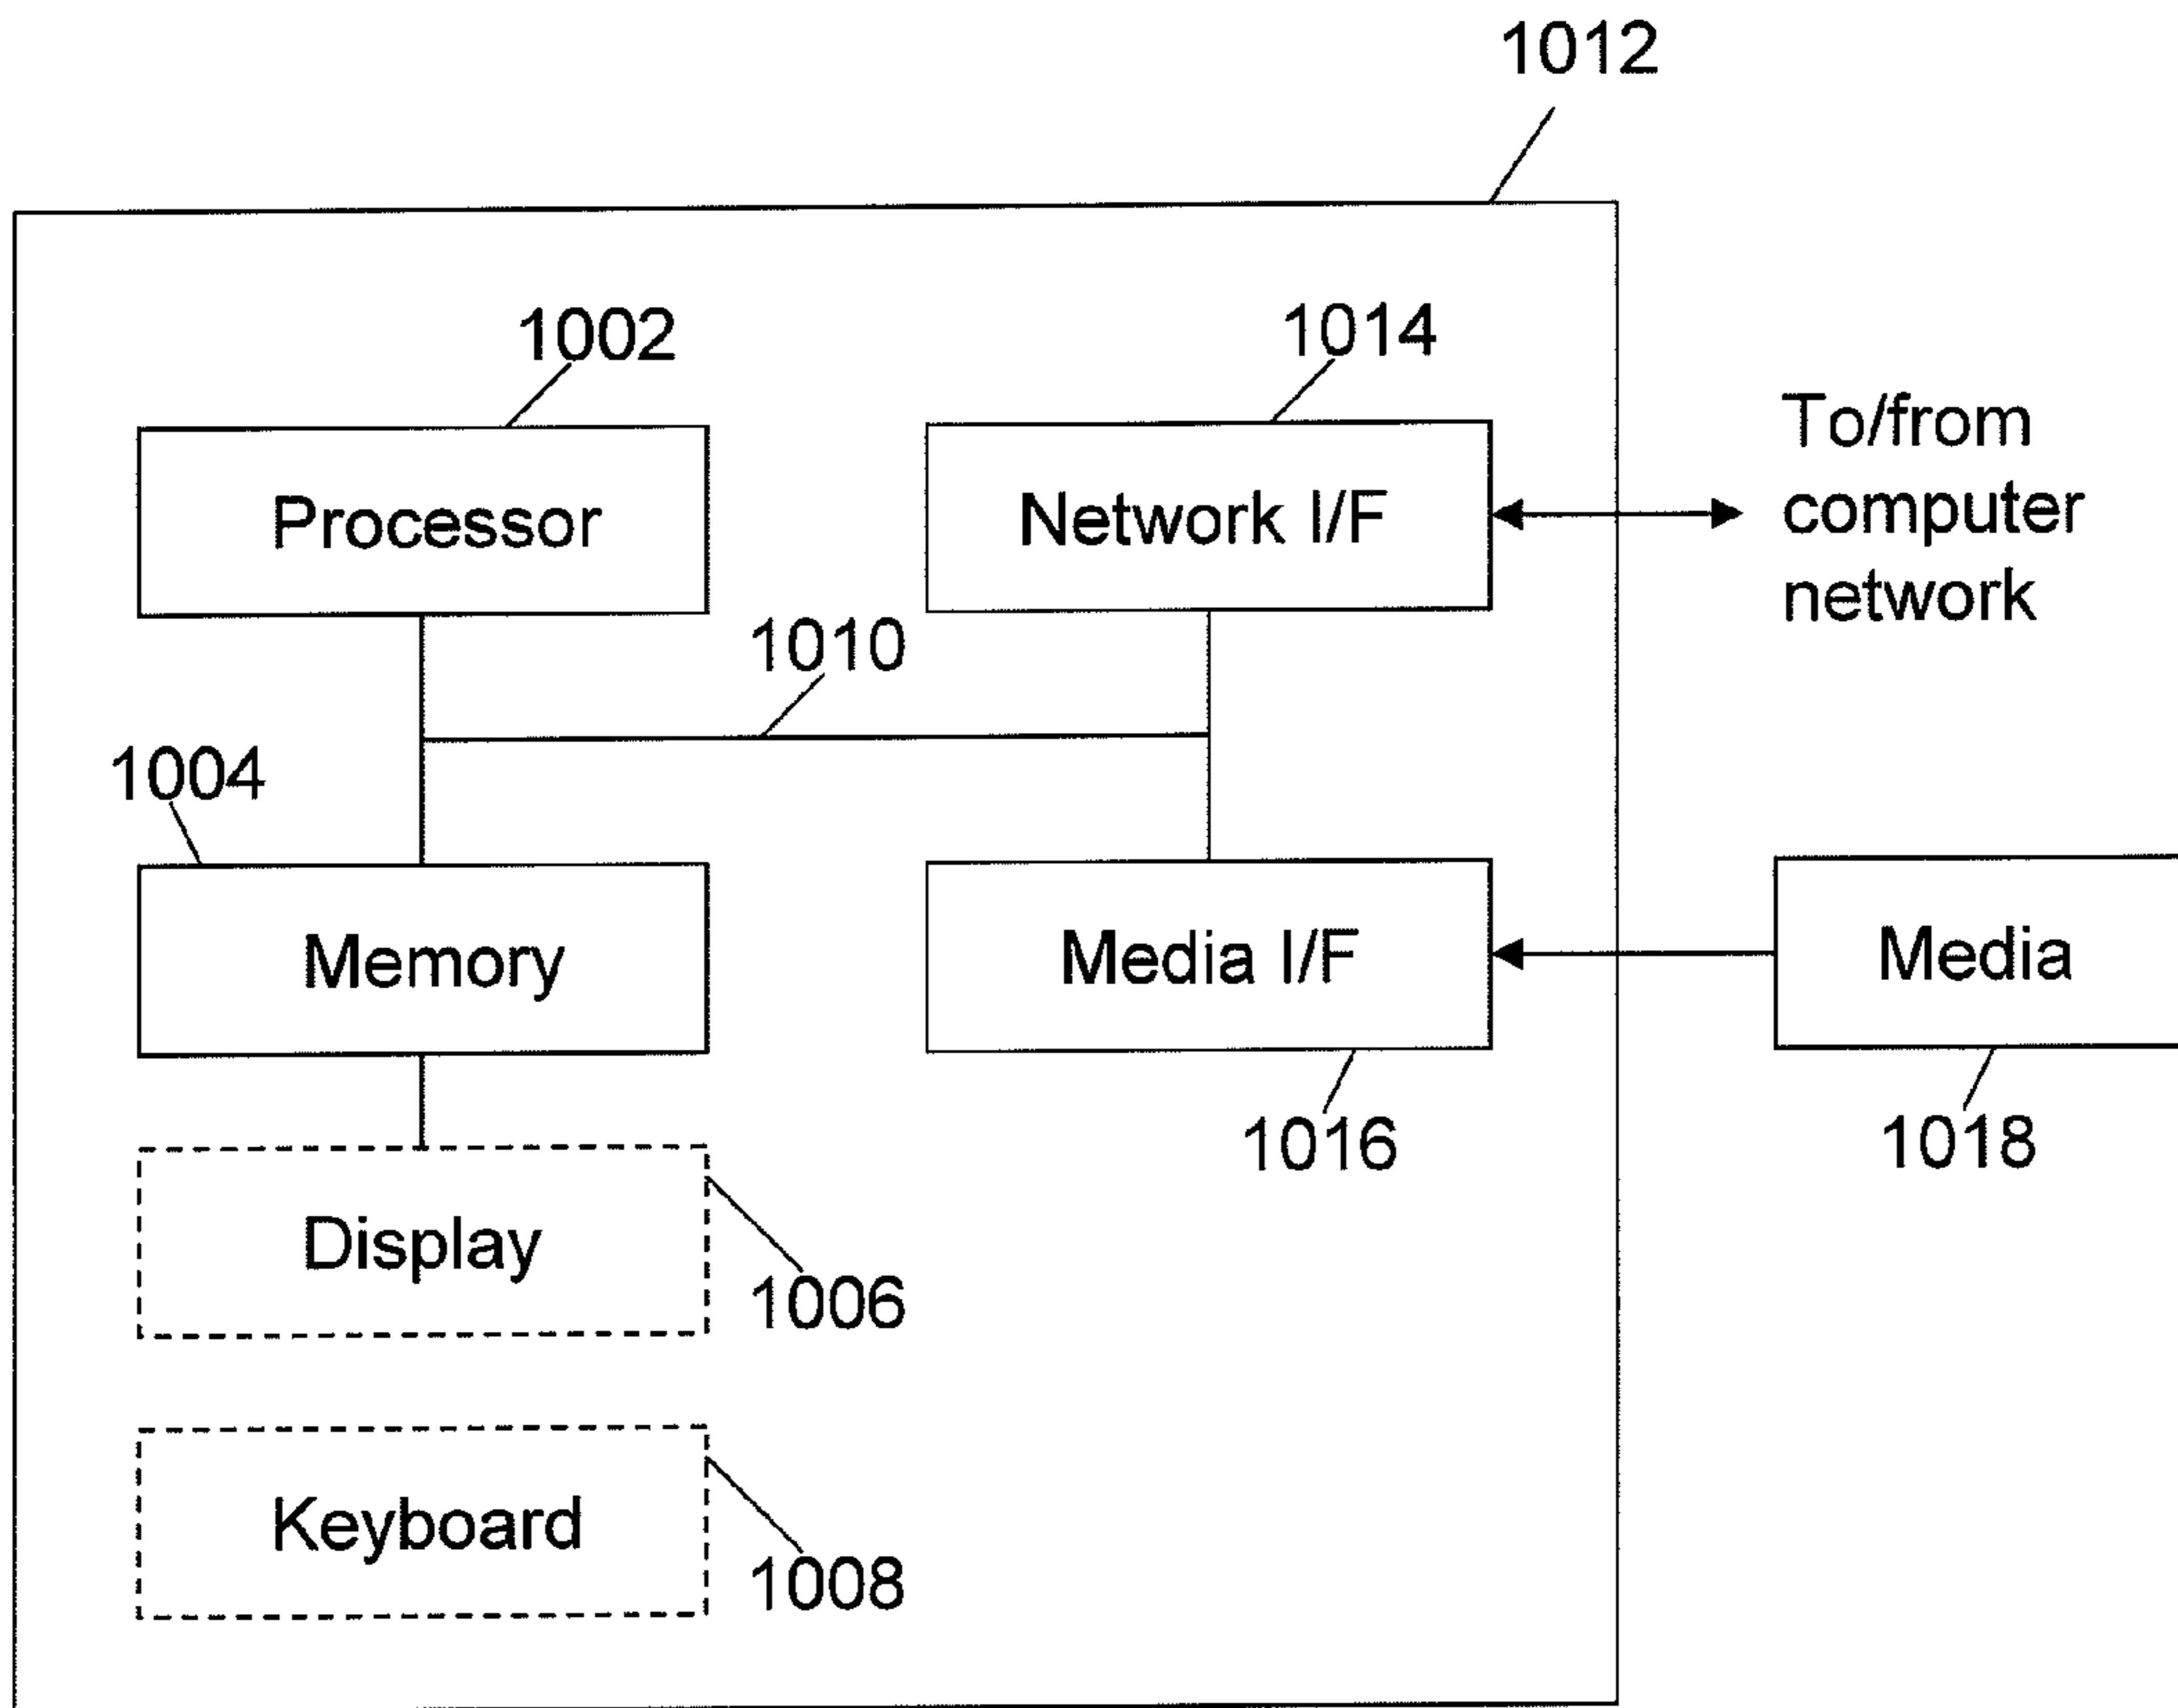 1012
1002
1014
To/from
computer
network
Processor
Network I/F
1010
1004
Memory
Media I/F
Media
1016
1018
Display
1006
Keyboard
1008